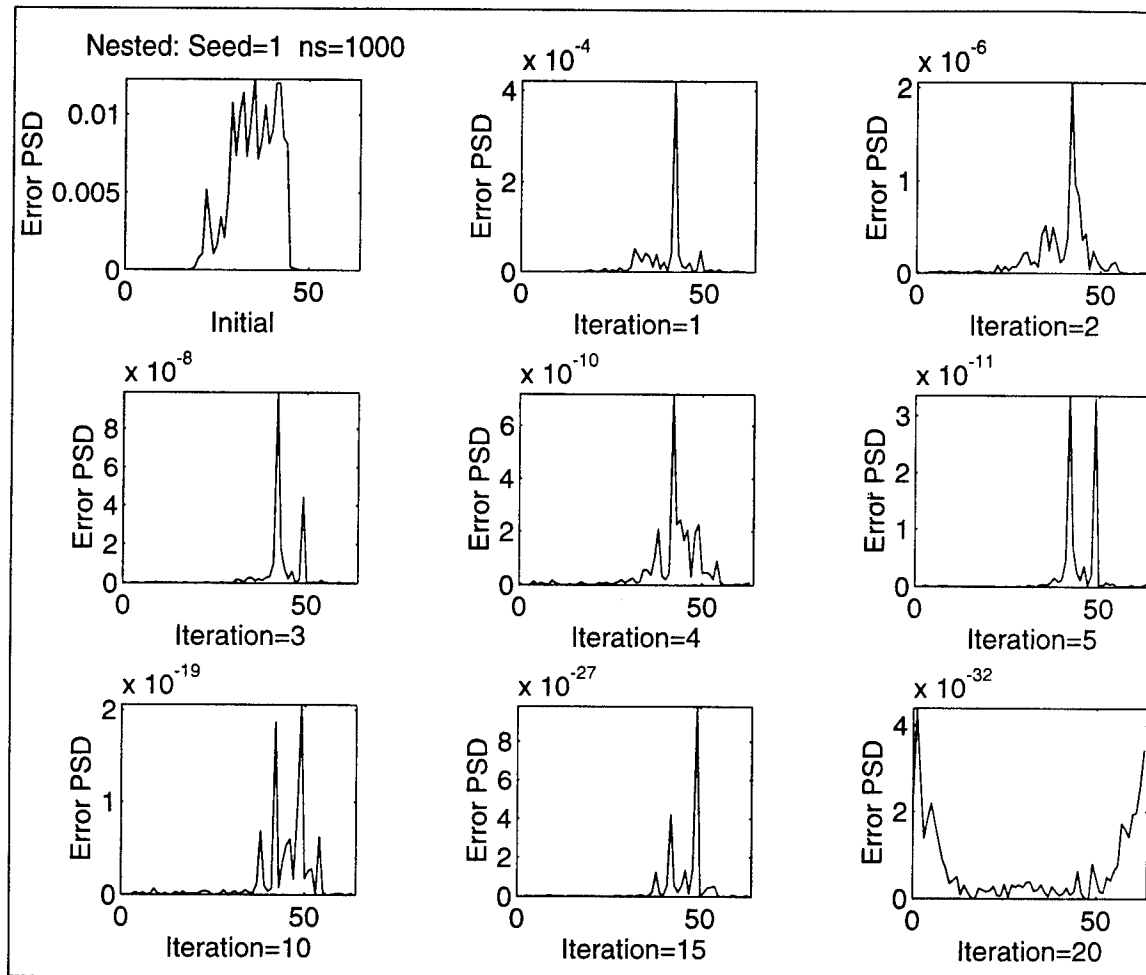 Nested: Seed=1 ns=1000
Error PSD
0.01
0.005
0
0 50
Initial
x 10^-4
Error PSD
4
2
0
0 50
Iteration=1
x 10^-6
Error PSD
2
1
0
0 50
Iteration=2
x 10^-8
Error PSD
8
6
4
2
0
0 50
Iteration=3
x 10^-10
Error PSD
6
4
2
0
0 50
Iteration=4
x 10^-11
Error PSD
3
2
1
0
0 50
Iteration=5
x 10^-19
Error PSD
2
1
0
0 50
Iteration=10
x 10^-27
Error PSD
8
6
4
2
0
0 50
Iteration=15
x 10^-32
Error PSD
4
2
0
0 50
Iteration=20